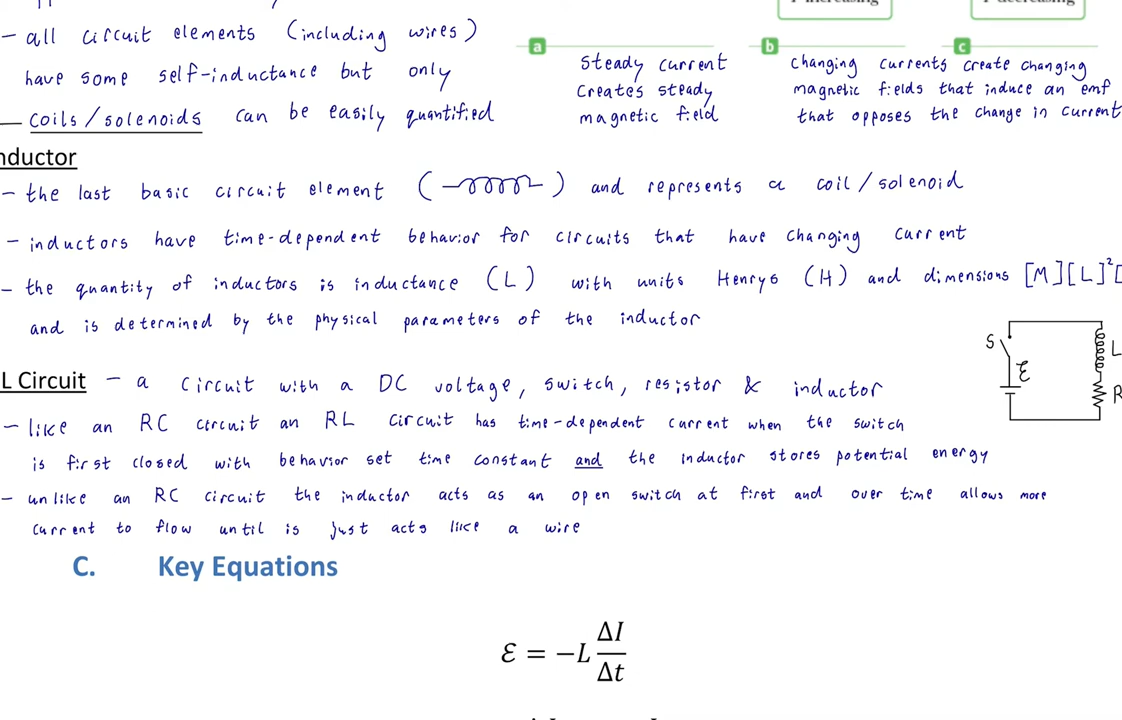 - all circuit elements (including wires)
have some self-inductance but only
coils/solenoids can be easily quantified
a
steady current
creates steady
magnetic field
b
c
changing currents create changing
magnetic fields that induce an emf
that opposes the change in current
nductor
- the last basic circuit element ( ) and represents a coil/solenoid
- inductors have time-dependent behavior for circuits that have changing current
- the quantity of inductors is inductance (L) with units Henrys (H) and dimensions [M][L]²[
and is determined by the physical parameters of the inductor
S
ℰ
L
R
L Circuit - a circuit with a DC voltage, switch, resistor & inductor
- like an RC circuit an RL circuit has time-dependent current when the switch
is first closed with behavior set time constant and the inductor stores potential energy
- unlike an RC circuit the inductor acts as an open switch at first and over time allows more
current to flow until is just acts like a wire
C. Key Equations
ℰ = -L ΔI/Δt